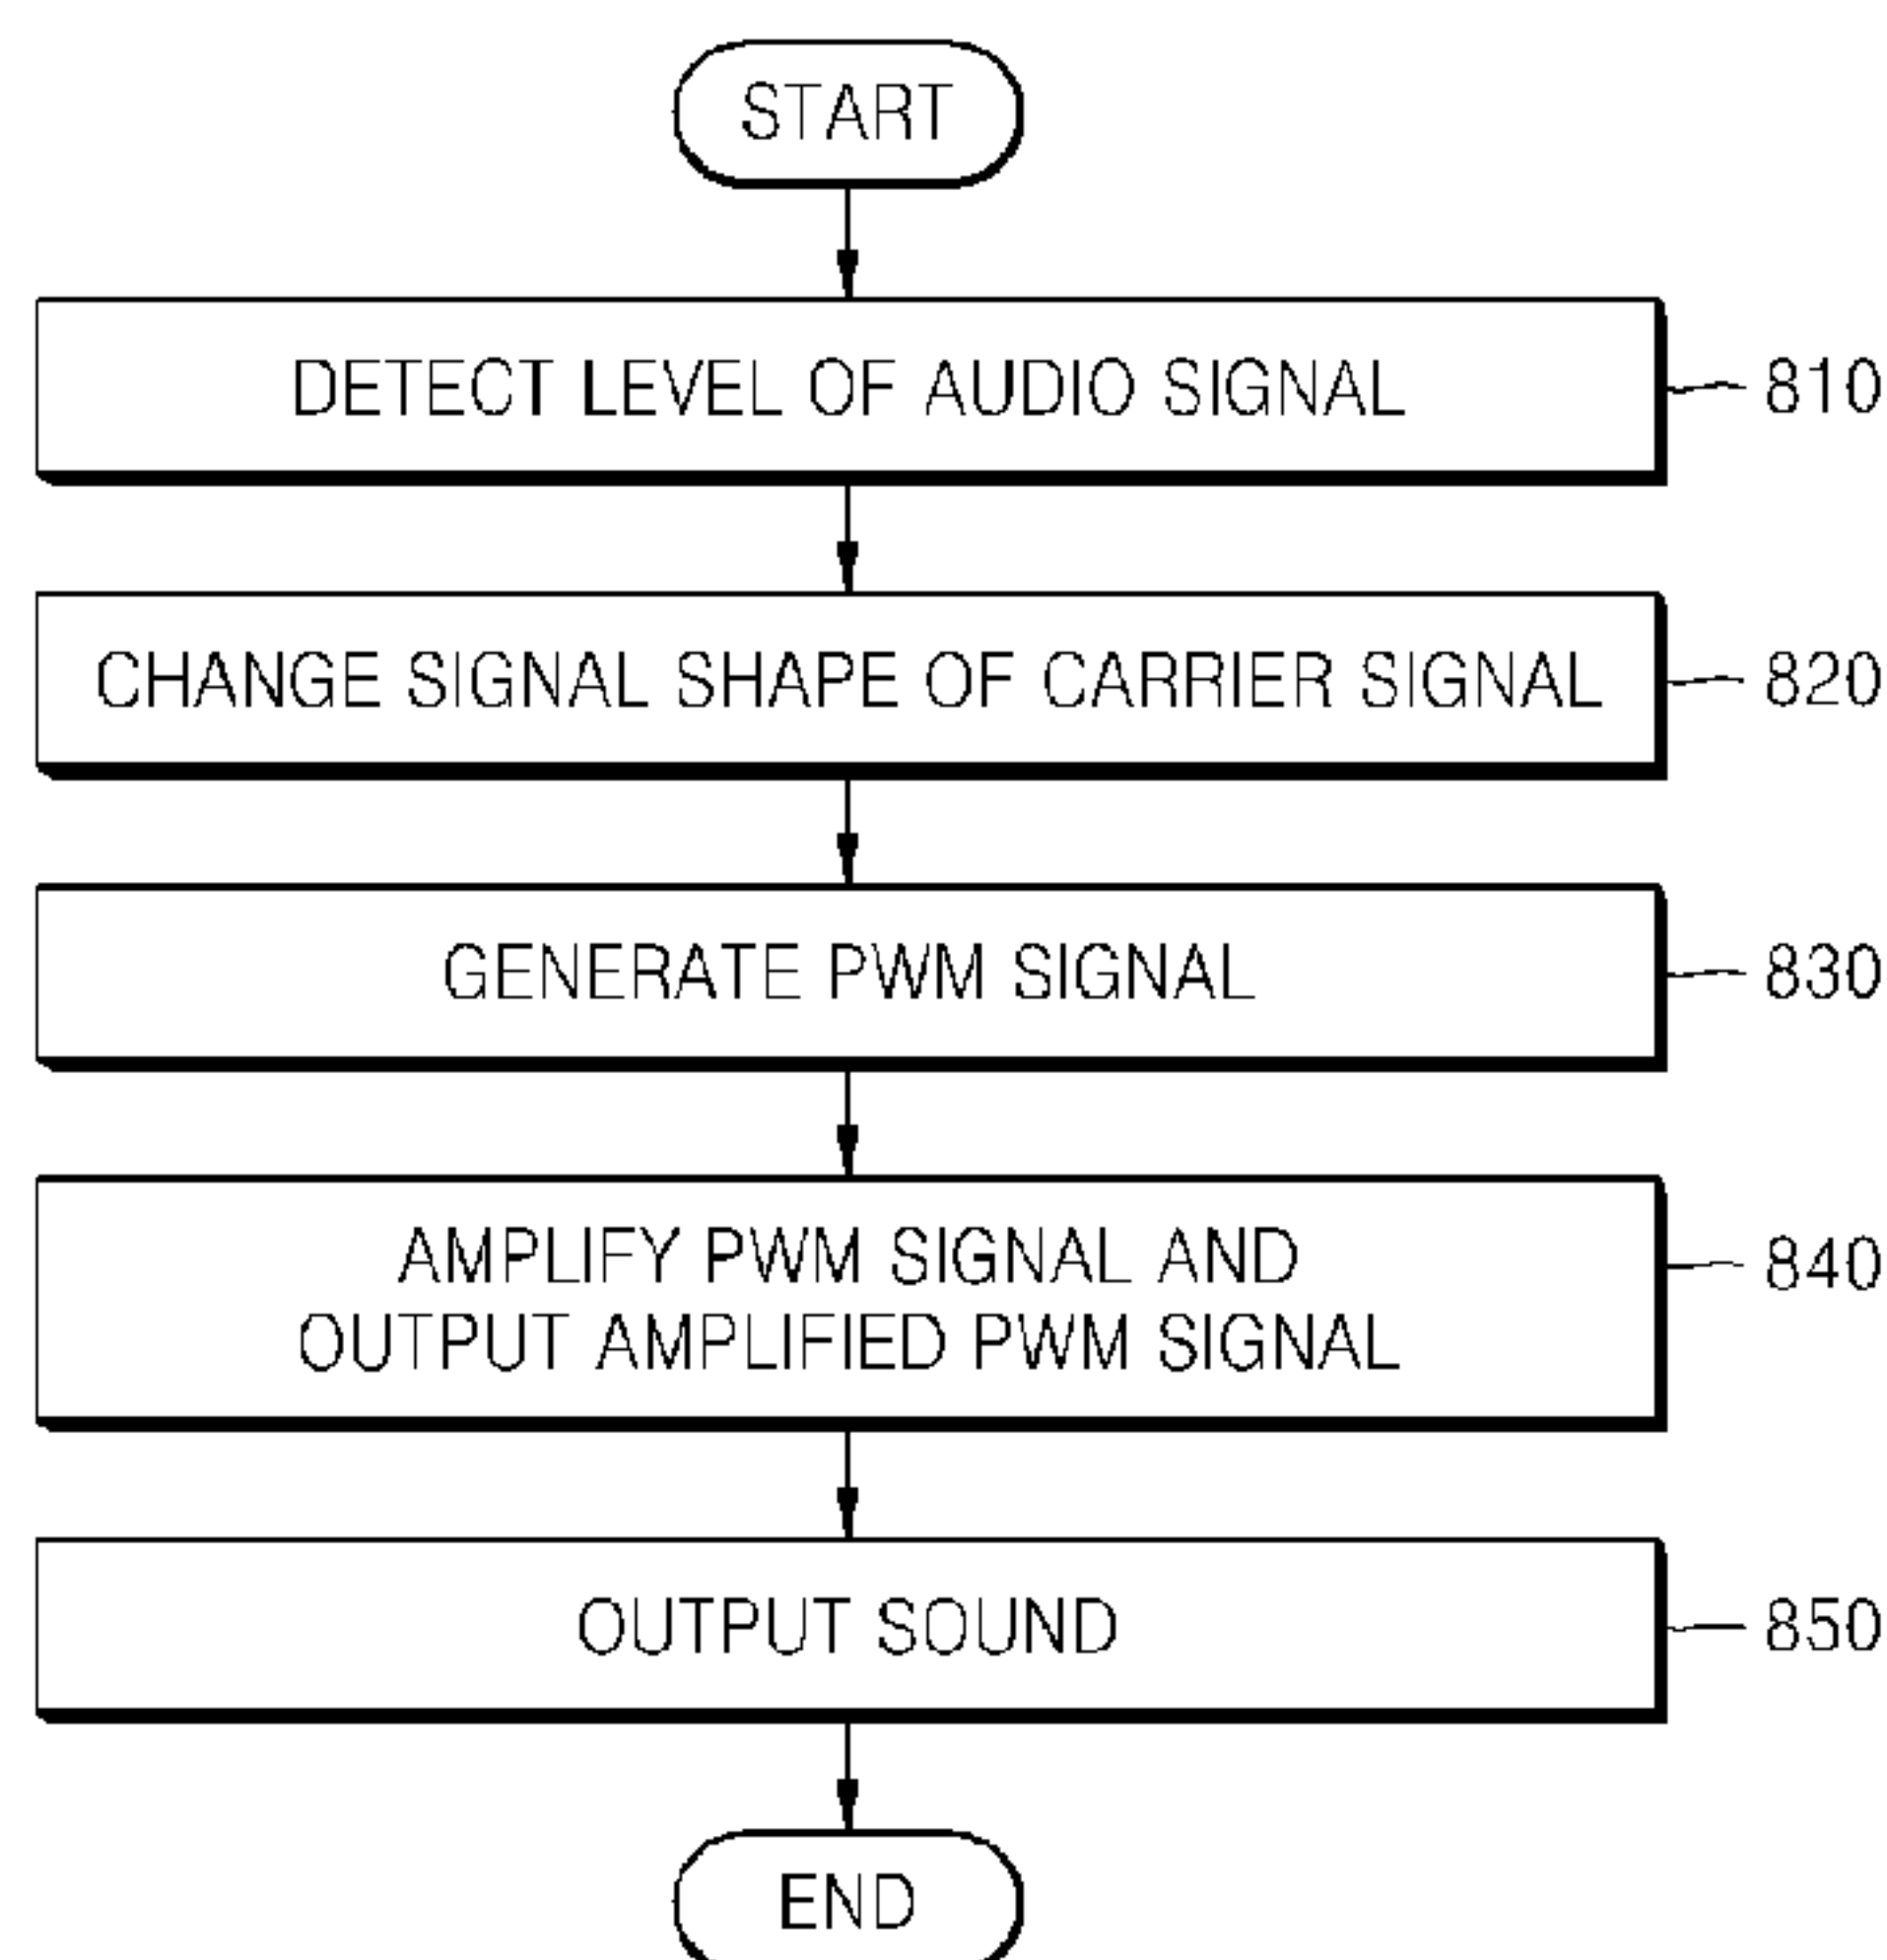 START
DETECT LEVEL OF AUDIO SIGNAL
810
CHANGE SIGNAL SHAPE OF CARRIER SIGNAL
820
GENERATE PWM SIGNAL
830
AMPLIFY PWM SIGNAL AND
OUTPUT AMPLIFIED PWM SIGNAL
840
OUTPUT SOUND
850
END